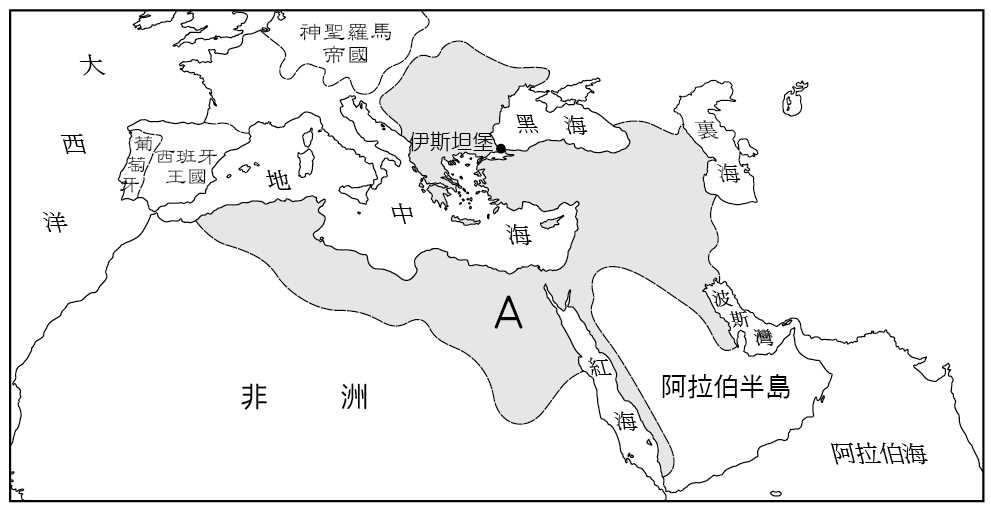 神聖羅馬
帝國
大
西
洋
黑海
裏
海
伊斯坦堡
葡
萄
牙
西班牙
王國
地
中
海
A
波
斯
灣
紅
海
非洲
阿拉伯半島
阿拉伯海